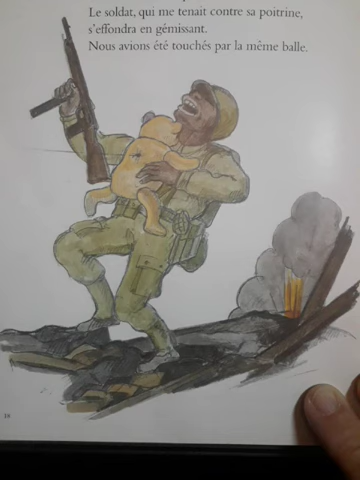 Le soldat, qui me tenait contre sa poitrine,
s'effondra en gémissant.
Nous avions été touchés par la même balle.